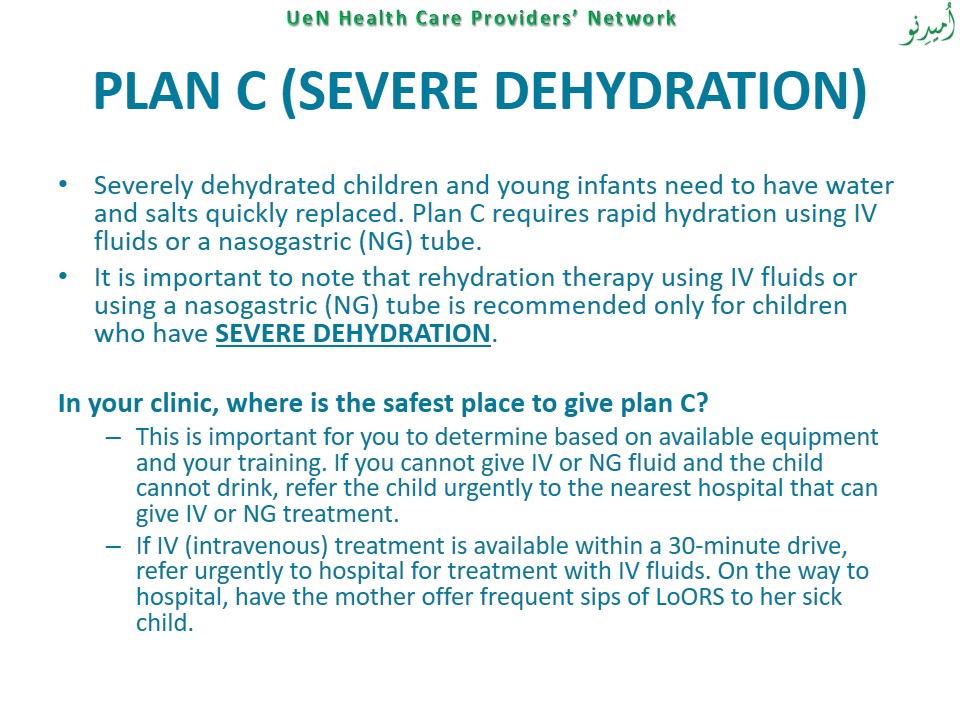 UeN Health Care Providers’ Network
اُمیدِنو
PLAN C (SEVERE DEHYDRATION)
• Severely dehydrated children and young infants need to have water
and salts quickly replaced. Plan C requires rapid hydration using IV
fluids or a nasogastric (NG) tube.
• It is important to note that rehydration therapy using IV fluids or
using a nasogastric (NG) tube is recommended only for children
who have SEVERE DEHYDRATION.
In your clinic, where is the safest place to give plan C?
– This is important for you to determine based on available equipment
and your training. If you cannot give IV or NG fluid and the child
cannot drink, refer the child urgently to the nearest hospital that can
give IV or NG treatment.
– If IV (intravenous) treatment is available within a 30-minute drive,
refer urgently to hospital for treatment with IV fluids. On the way to
hospital, have the mother offer frequent sips of LoORS to her sick
child.